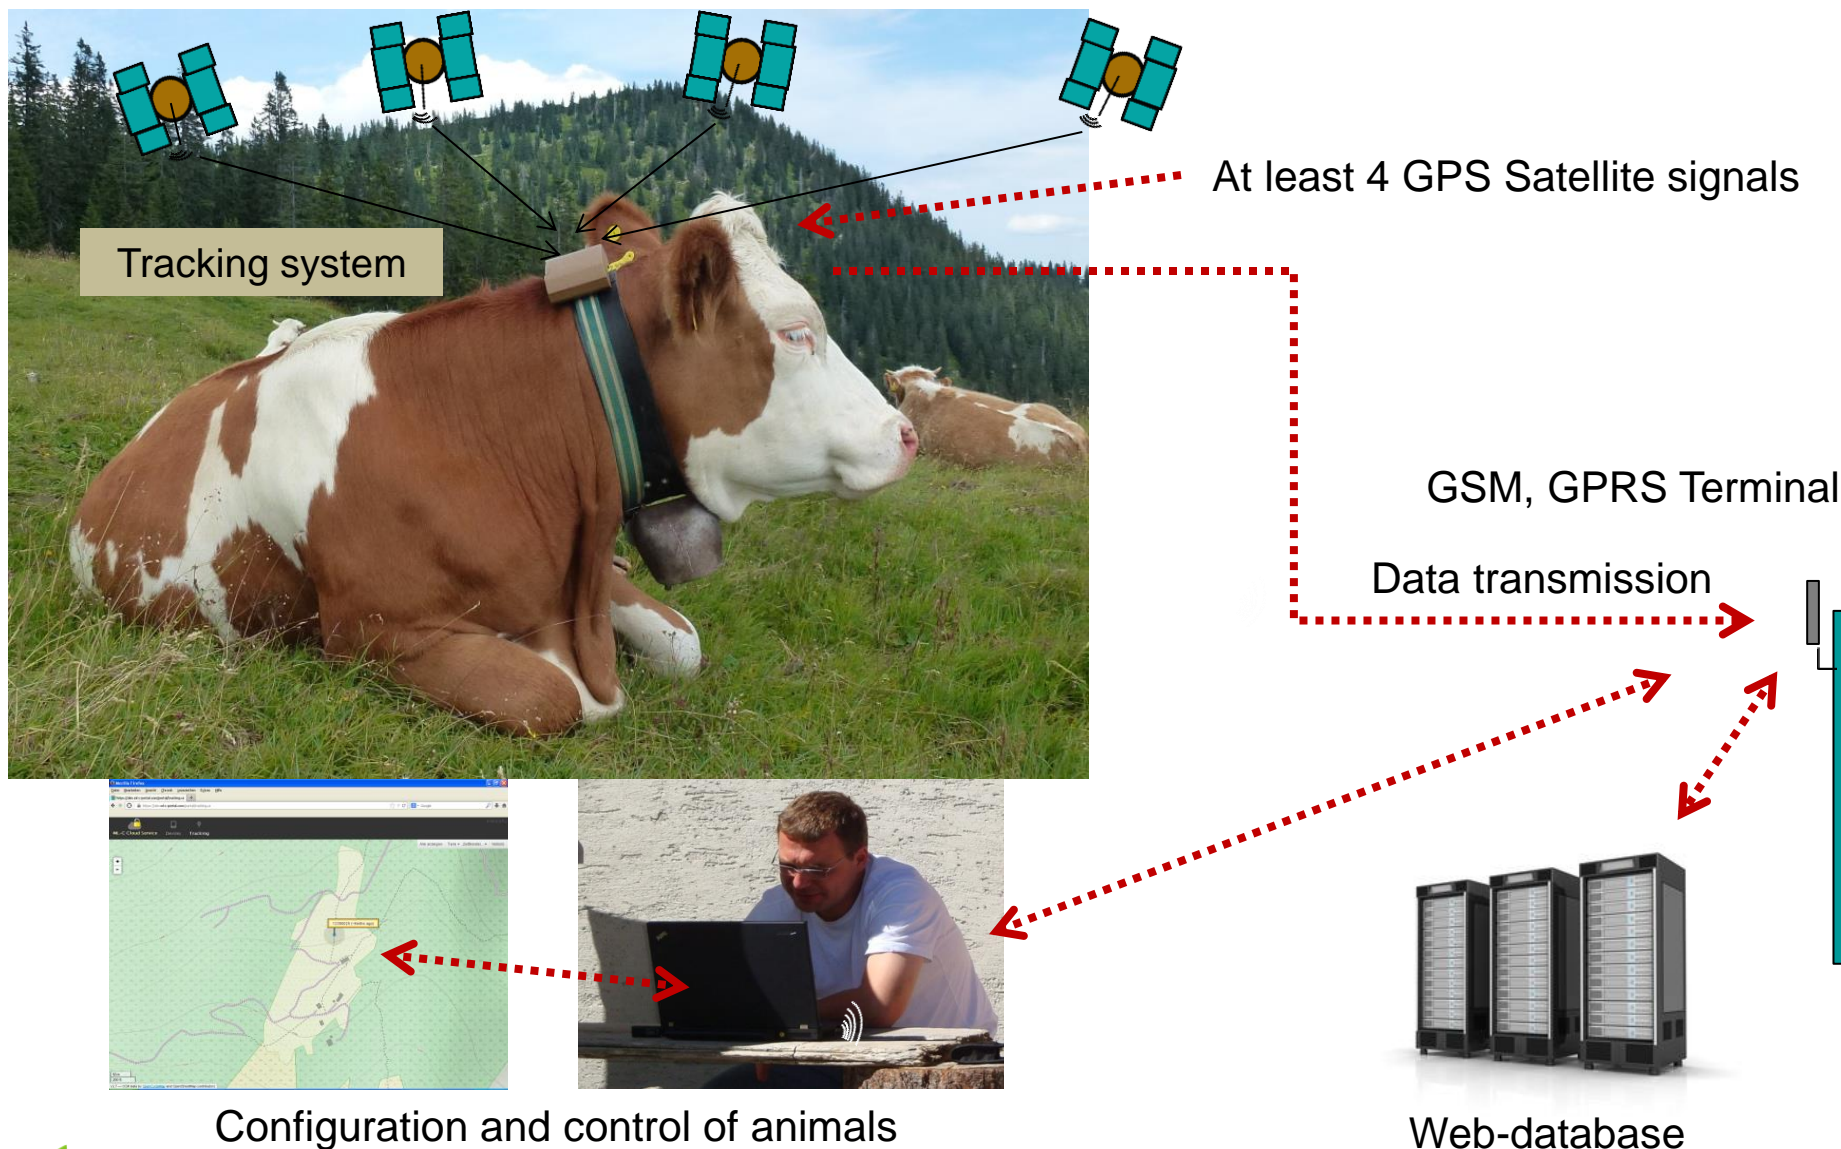 At least 4 GPS Satellite signals
Tracking system
GSM, GPRS Terminal
Data transmission
Tracking
Configuration and control of animals
Web-database